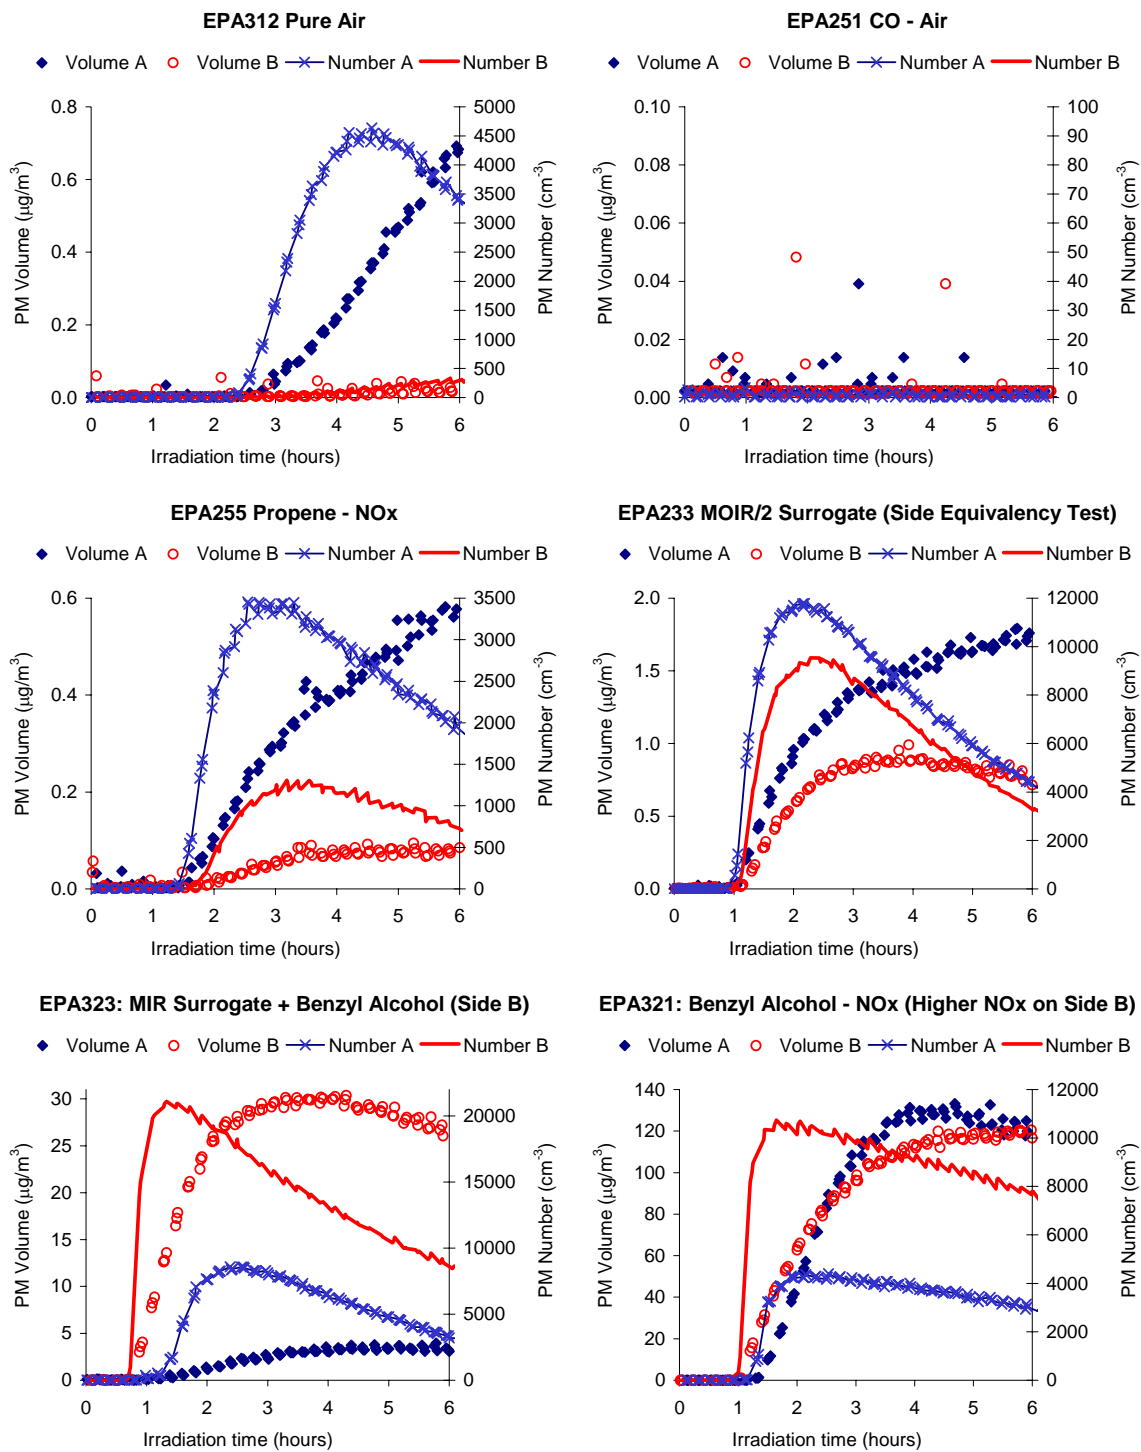 EPA312 Pure Air
Volume A Volume B Number A Number B
0.8
0.6
0.4
0.2
0.0
PM Volume (μg/m³)
5000
4500
4000
3500
3000
2500
2000
1500
1000
500
0
PM Number (cm⁻³)
0 1 2 3 4 5 6
Irradiation time (hours)
EPA251 CO - Air
Volume A Volume B Number A Number B
0.10
0.08
0.06
0.04
0.02
0.00
PM Volume (μg/m³)
100
90
80
70
60
50
40
30
20
10
0
PM Number (cm⁻³)
0 1 2 3 4 5 6
Irradiation time (hours)
EPA255 Propene - NOx
Volume A Volume B Number A Number B
0.6
0.4
0.2
0.0
PM Volume (μg/m³)
3500
3000
2500
2000
1500
1000
500
0
PM Number (cm⁻³)
0 1 2 3 4 5 6
Irradiation time (hours)
EPA233 MOIR/2 Surrogate (Side Equivalency Test)
Volume A Volume B Number A Number B
2.0
1.5
1.0
0.5
0.0
PM Volume (μg/m³)
12000
10000
8000
6000
4000
2000
0
PM Number (cm⁻³)
0 1 2 3 4 5 6
Irradiation time (hours)
EPA323: MIR Surrogate + Benzyl Alcohol (Side B)
Volume A Volume B Number A Number B
30
25
20
15
10
5
0
PM Volume (μg/m³)
20000
15000
10000
5000
0
PM Number (cm⁻³)
0 1 2 3 4 5 6
Irradiation time (hours)
EPA321: Benzyl Alcohol - NOx (Higher NOx on Side B)
Volume A Volume B Number A Number B
140
120
100
80
60
40
20
0
PM Volume (μg/m³)
12000
10000
8000
6000
4000
2000
0
PM Number (cm⁻³)
0 1 2 3 4 5 6
Irradiation time (hours)